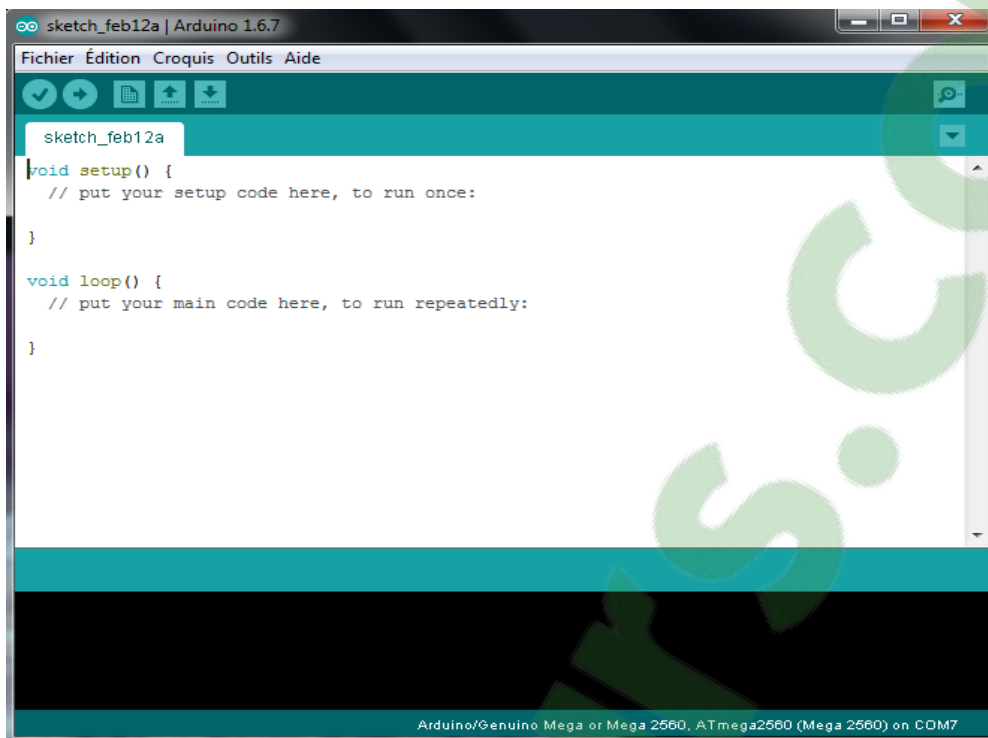 sketch_feb12a | Arduino 1.6.7
Fichier Édition Croquis Outils Aide
sketch_feb12a
void setup() {
// put your setup code here, to run once:
}
void loop() {
// put your main code here, to run repeatedly:
}
Arduino/Genuino Mega or Mega 2560, ATmega2560 (Mega 2560) on COM7
rs.co